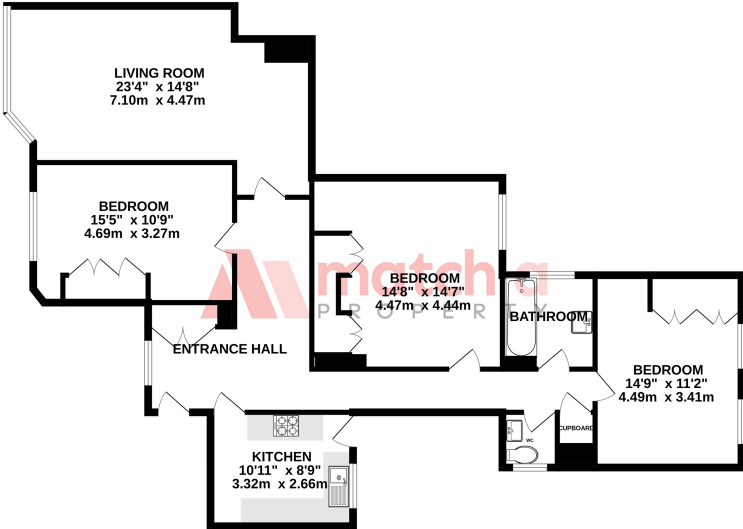 LIVING ROOM
23'4" x 14'8"
7.10m x 4.47m
BEDROOM
15'5" x 10'9"
4.69m x 3.27m
BEDROOM
14'8" x 14'7"
4.47m x 4.44m
match a
PROPERTY
BATHROOM
ENTRANCE HALL
BEDROOM
14'9" x 11'2"
4.49m x 3.41m
CUPBOARD
WC
KITCHEN
10'11" x 8'9"
3.32m x 2.66m